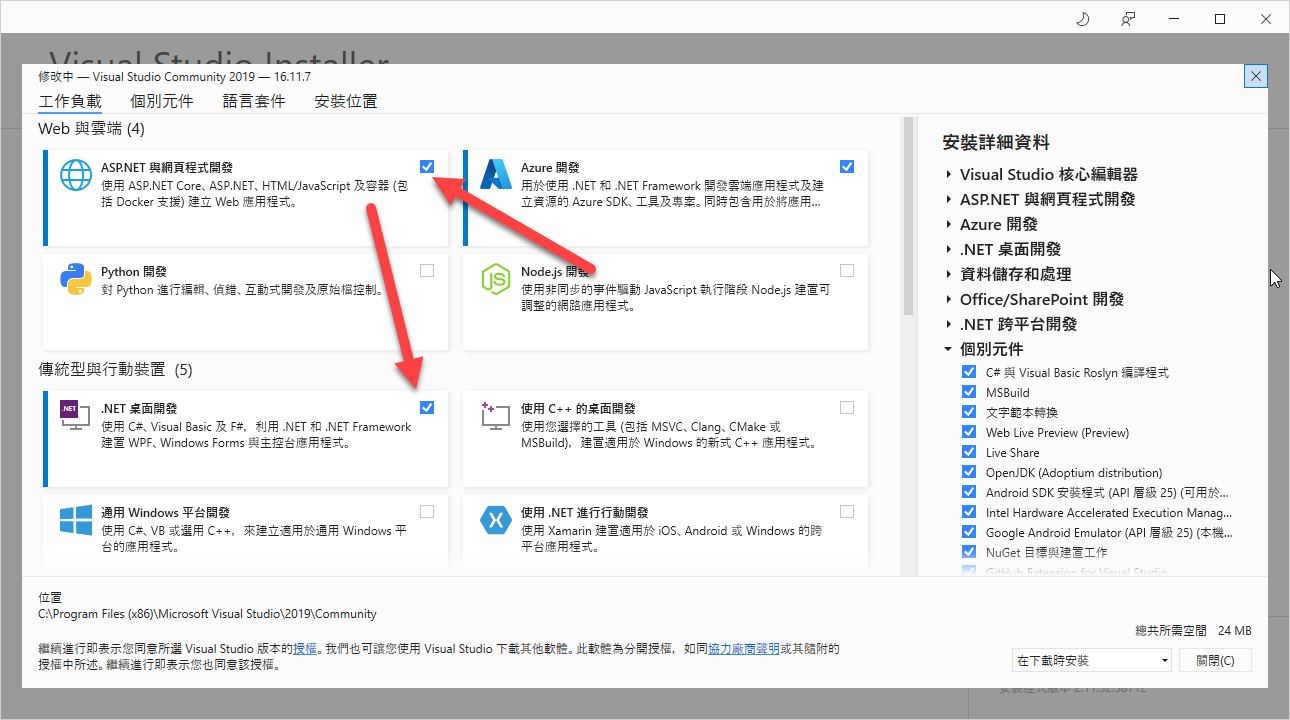 Visual Studio Installer
修改中 — Visual Studio Community 2019 — 16.11.7
工作負載 個別元件 語言套件 安裝位置
Web 與雲端 (4)
ASP.NET 與網頁程式開發
使用 ASP.NET Core、ASP.NET、HTML/JavaScript 及容器 (包
括 Docker 支援) 建立 Web 應用程式。
Azure 開發
用於使用 .NET 和 .NET Framework 開發雲端應用程式及建
立資源的 Azure SDK、工具及專案。同時包含用於將應用...
Python 開發
對 Python 進行編輯、偵錯、互動式開發及原始檔控制。
Node.js 開發
使用非同步的事件驅動 JavaScript 執行階段 Node.js 建置可
調整的網路應用程式。
傳統型與行動裝置 (5)
.NET
.NET 桌面開發
使用 C#、Visual Basic 及 F#，利用 .NET 和 .NET Framework
建置 WPF、Windows Forms 與主控台應用程式。
使用 C++ 的桌面開發
使用您選擇的工具 (包括 MSVC、Clang、CMake 或
MSBuild)，建置適用於 Windows 的新式 C++ 應用程式。
通用 Windows 平台開發
使用 C#、VB 或選用 C++，來建立適用於通用 Windows 平
台的應用程式。
使用 .NET 進行行動開發
使用 Xamarin 建置適用於 iOS、Android 或 Windows 的跨
平台應用程式。
安裝詳細資料
Visual Studio 核心編輯器
ASP.NET 與網頁程式開發
Azure 開發
.NET 桌面開發
資料儲存和處理
Office/SharePoint 開發
.NET 跨平台開發
個別元件
C# 與 Visual Basic Roslyn 編譯程式
MSBuild
文字範本轉換
Web Live Preview (Preview)
Live Share
OpenJDK (Adoptium distribution)
Android SDK 安裝程式 (API 層級 25) (可用於...
Intel Hardware Accelerated Execution Manag...
Google Android Emulator (API 層級 25) (本機...
NuGet 目標與建置工作
GitHub Extension for Visual Studio
位置
C:\Program Files (x86)\Microsoft Visual Studio\2019\Community
繼續進行即表示您同意所選 Visual Studio 版本的授權。我們也可讓您使用 Visual Studio 下載其他軟體。此軟體為分開授權，如同協力廠商聲明或其隨附的
授權中所述。繼續進行即表示您也同意該授權。
總共所需空間 24 MB
在下載時安裝
關閉(C)